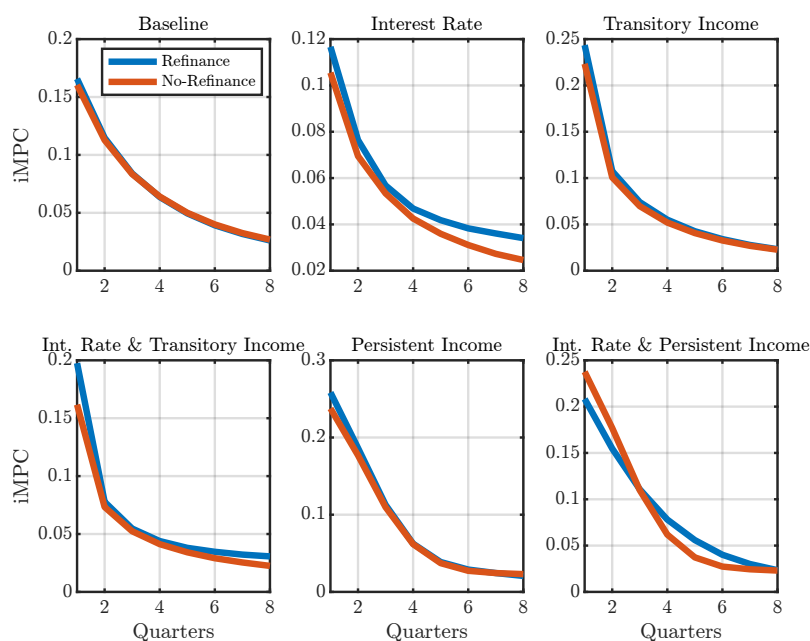 Baseline
Interest Rate
Transitory Income
0.2
0.15
0.1
0.05
0
iMPC
Refinance
No-Refinance
2 4 6 8
0.12
0.1
0.08
0.06
0.04
0.02
2 4 6 8
0.25
0.2
0.15
0.1
0.05
0
2 4 6 8
Int. Rate & Transitory Income
Persistent Income
Int. Rate & Persistent Income
0.2
0.15
0.1
0.05
0
iMPC
2 4 6 8
Quarters
0.3
0.2
0.1
0
2 4 6 8
Quarters
0.25
0.2
0.15
0.1
0.05
0
2 4 6 8
Quarters